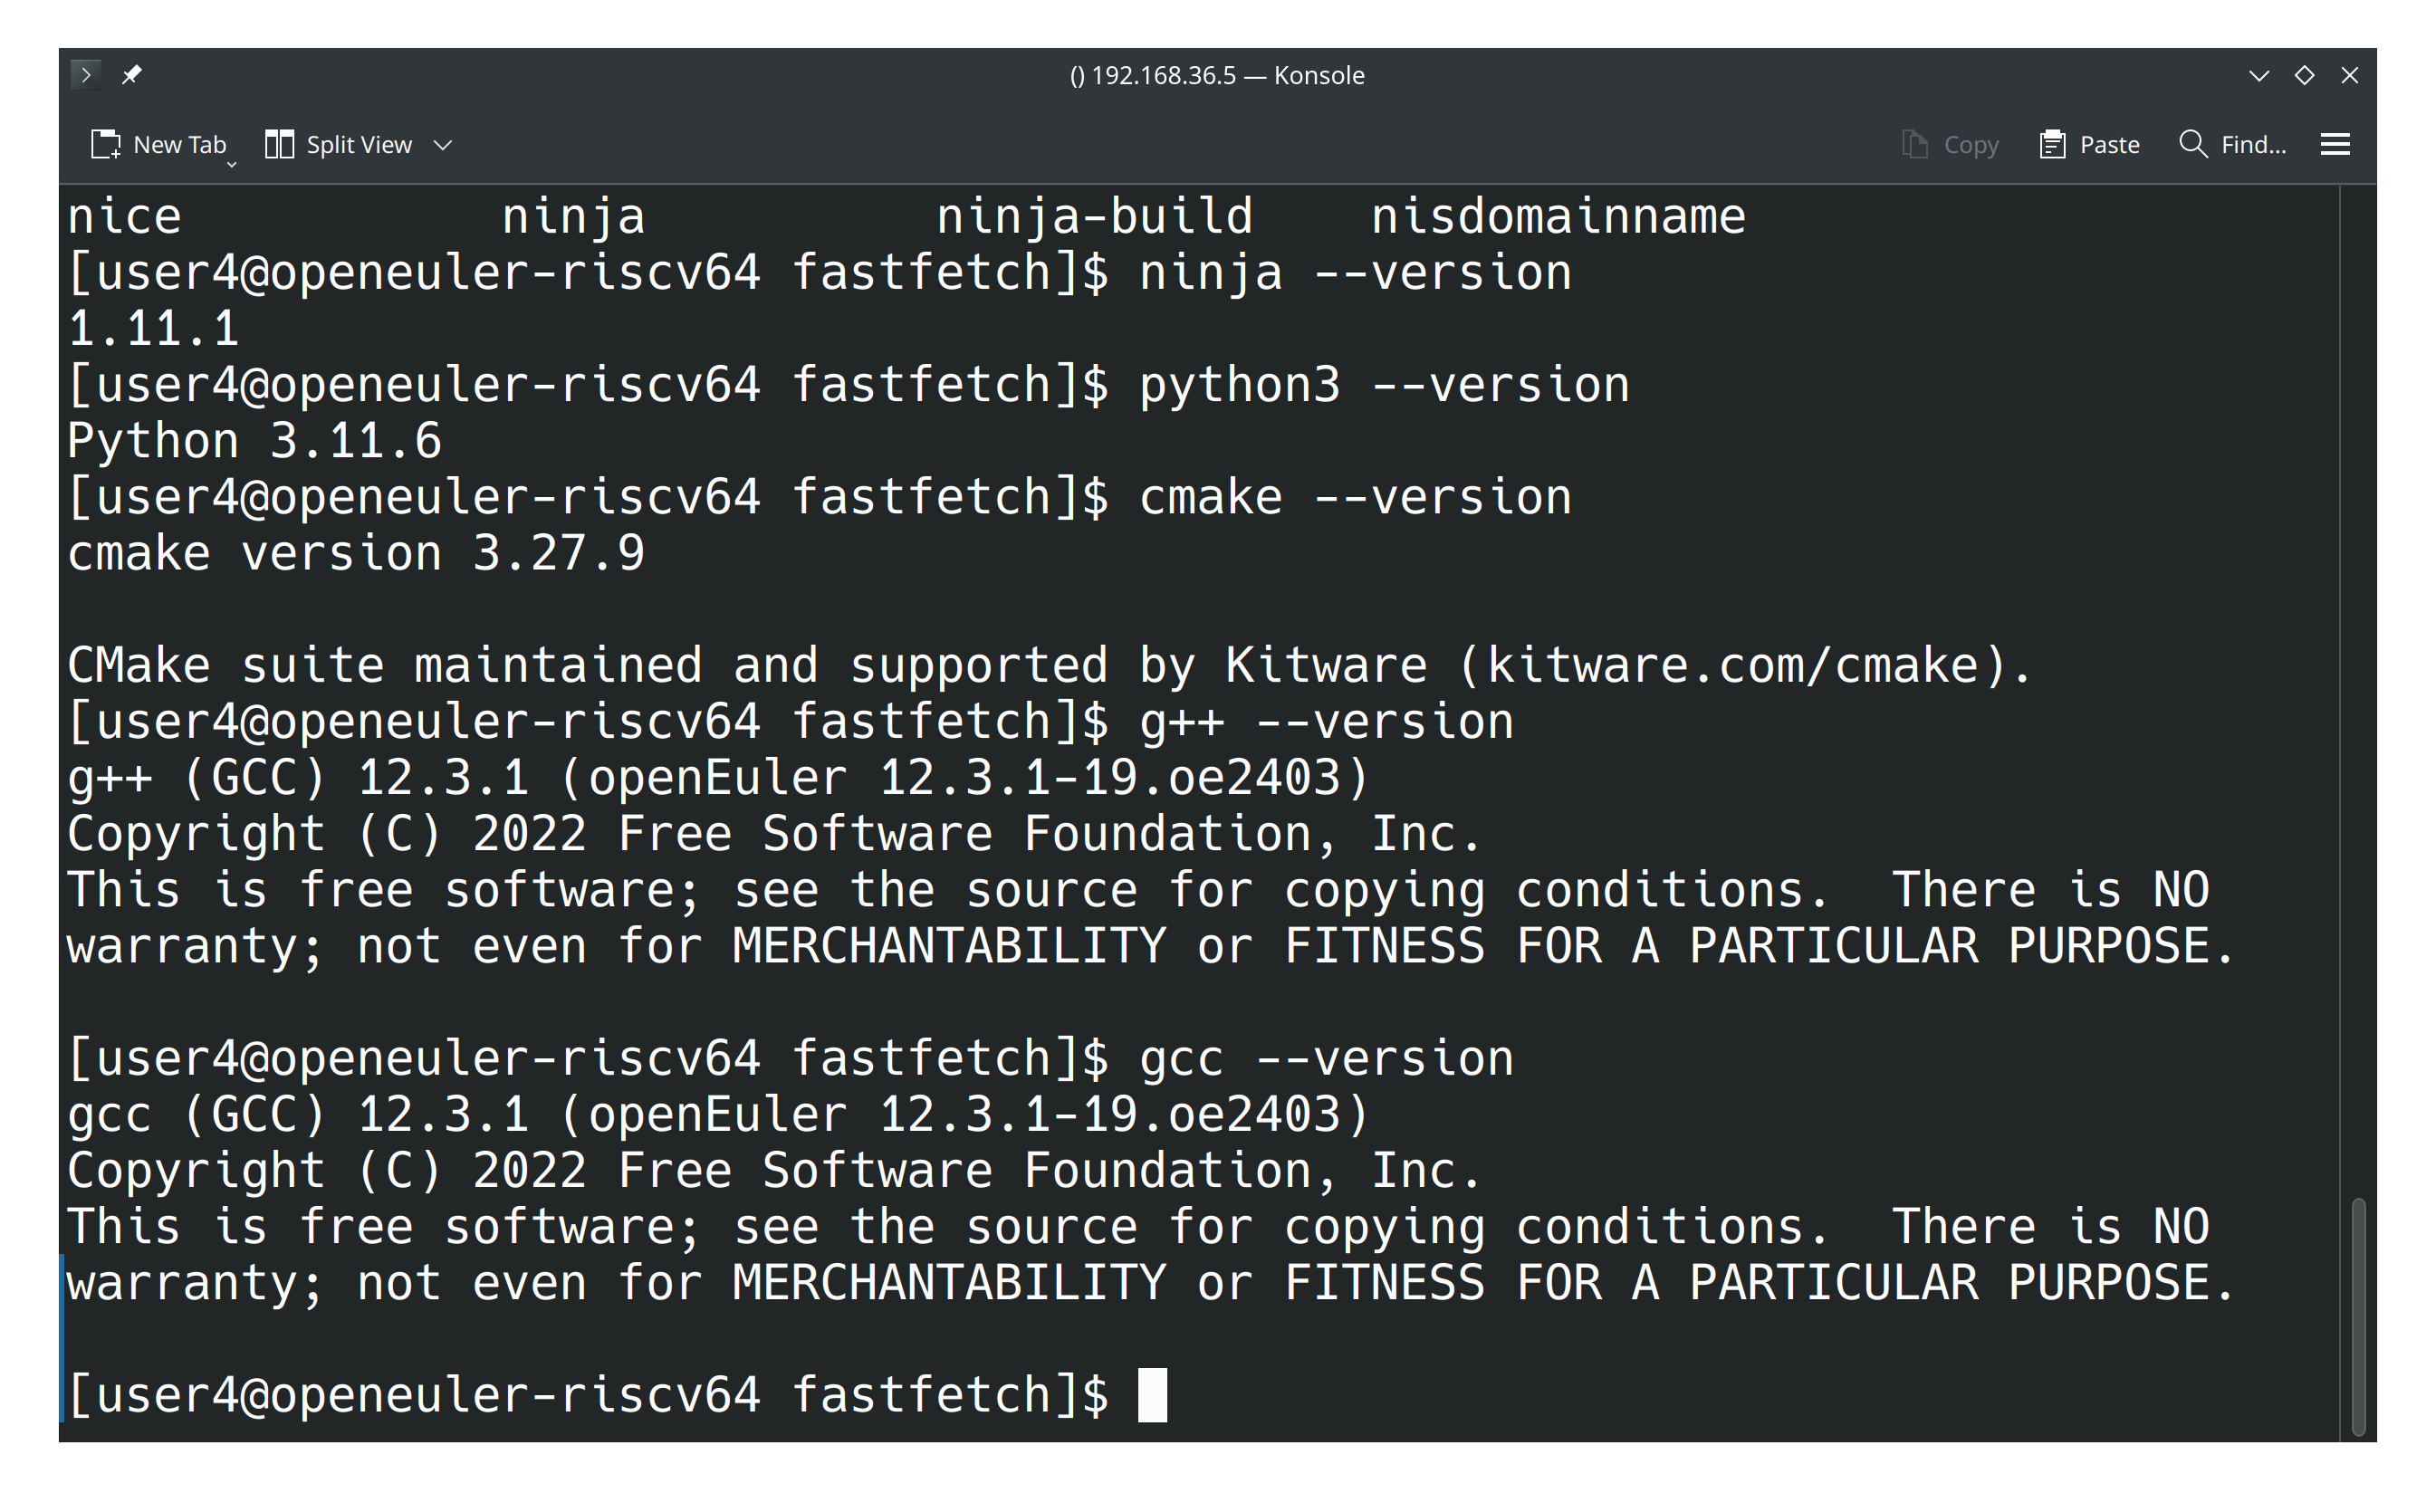 () 192.168.36.5 — Konsole
New Tab Split View Copy Paste Find...
nice ninja ninja-build nisdomainname
[user4@openeuler-riscv64 fastfetch]$ ninja --version
1.11.1
[user4@openeuler-riscv64 fastfetch]$ python3 --version
Python 3.11.6
[user4@openeuler-riscv64 fastfetch]$ cmake --version
cmake version 3.27.9
CMake suite maintained and supported by Kitware (kitware.com/cmake).
[user4@openeuler-riscv64 fastfetch]$ g++ --version
g++ (GCC) 12.3.1 (openEuler 12.3.1-19.oe2403)
Copyright (C) 2022 Free Software Foundation, Inc.
This is free software; see the source for copying conditions.  There is NO
warranty; not even for MERCHANTABILITY or FITNESS FOR A PARTICULAR PURPOSE.
[user4@openeuler-riscv64 fastfetch]$ gcc --version
gcc (GCC) 12.3.1 (openEuler 12.3.1-19.oe2403)
Copyright (C) 2022 Free Software Foundation, Inc.
This is free software; see the source for copying conditions.  There is NO
warranty; not even for MERCHANTABILITY or FITNESS FOR A PARTICULAR PURPOSE.
[user4@openeuler-riscv64 fastfetch]$